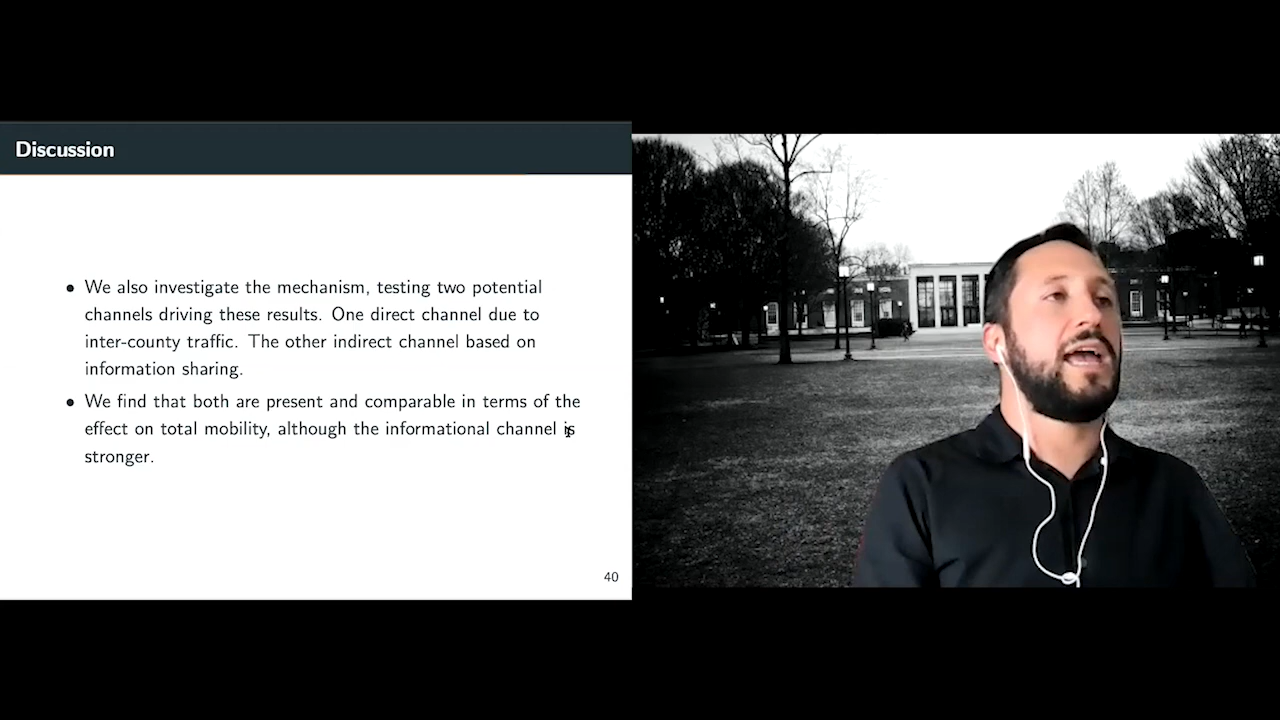 Discussion
• We also investigate the mechanism, testing two potential
channels driving these results. One direct channel due to
inter-county traffic. The other indirect channel based on
information sharing.
• We find that both are present and comparable in terms of the
effect on total mobility, although the informational channel is
stronger.
40